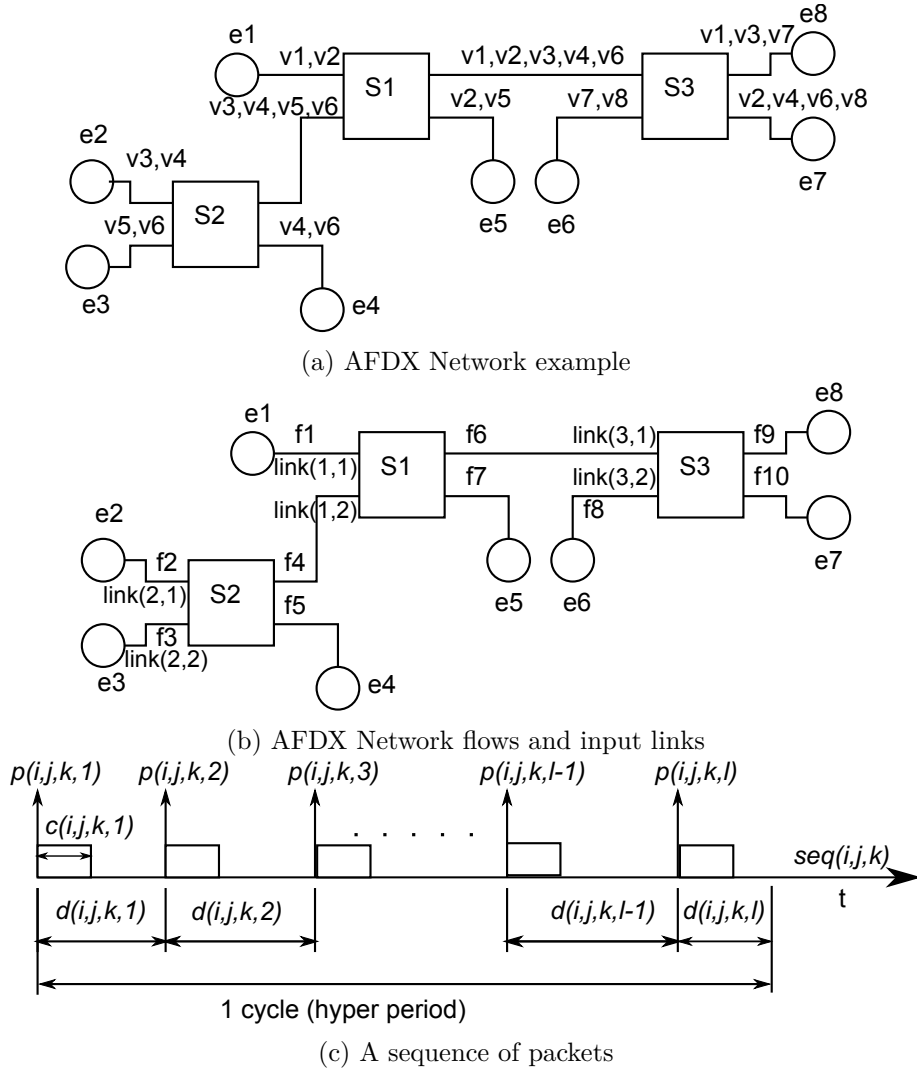 e1
v1,v2
S1
v1,v2,v3,v4,v6
S3
v1,v3,v7
e8
v3,v4,v5,v6
v2,v5
v7,v8
v2,v4,v6,v8
e2
v3,v4
S2
v5,v6
v4,v6
e3
e4
e5
e6
e7
(a) AFDX Network example
e1
f1
link(1,1)
S1
f6
link(3,1)
S3
f9
e8
link(1,2)
f7
link(3,2)
f8
f10
e2
f2
link(2,1)
S2
f4
f5
f3
link(2,2)
e3
e4
e5
e6
e7
(b) AFDX Network flows and input links
p(i,j,k,1) p(i,j,k,2) p(i,j,k,3) p(i,j,k,l-1) p(i,j,k,l)
c(i,j,k,1)
. . . . .
seq(i,j,k)
t
d(i,j,k,1) d(i,j,k,2) d(i,j,k,l-1) d(i,j,k,l)
1 cycle (hyper period)
(c) A sequence of packets